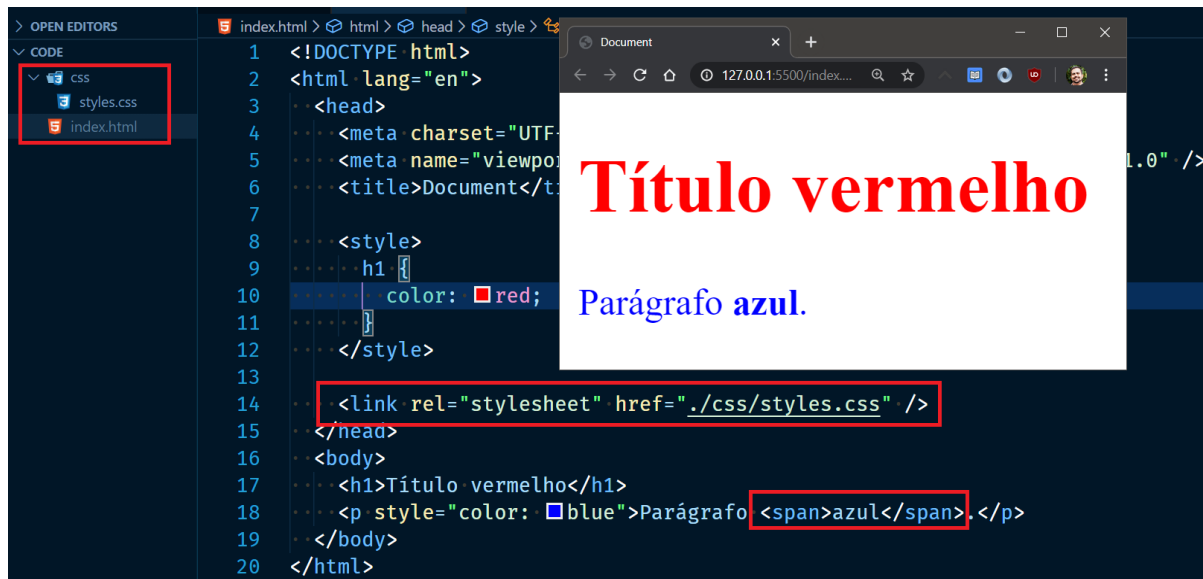 OPEN EDITORS
CODE
css
styles.css
index.html
index.html > html > head > style >
1 <!DOCTYPE html>
2 <html lang="en">
3 <head>
4 <meta charset="UTF-
5 <meta name="viewpor 1.0" />
6 <title>Document</ti
7
8 <style>
9 h1 {
10 color: red;
11 }
12 </style>
13
14 <link rel="stylesheet" href="./css/styles.css" />
15 </head>
16 <body>
17 <h1>Título vermelho</h1>
18 <p style="color: blue">Parágrafo <span>azul</span>.</p>
19 </body>
20 </html>
Document
127.0.0.1:5500/index....
Título vermelho
Parágrafo azul.